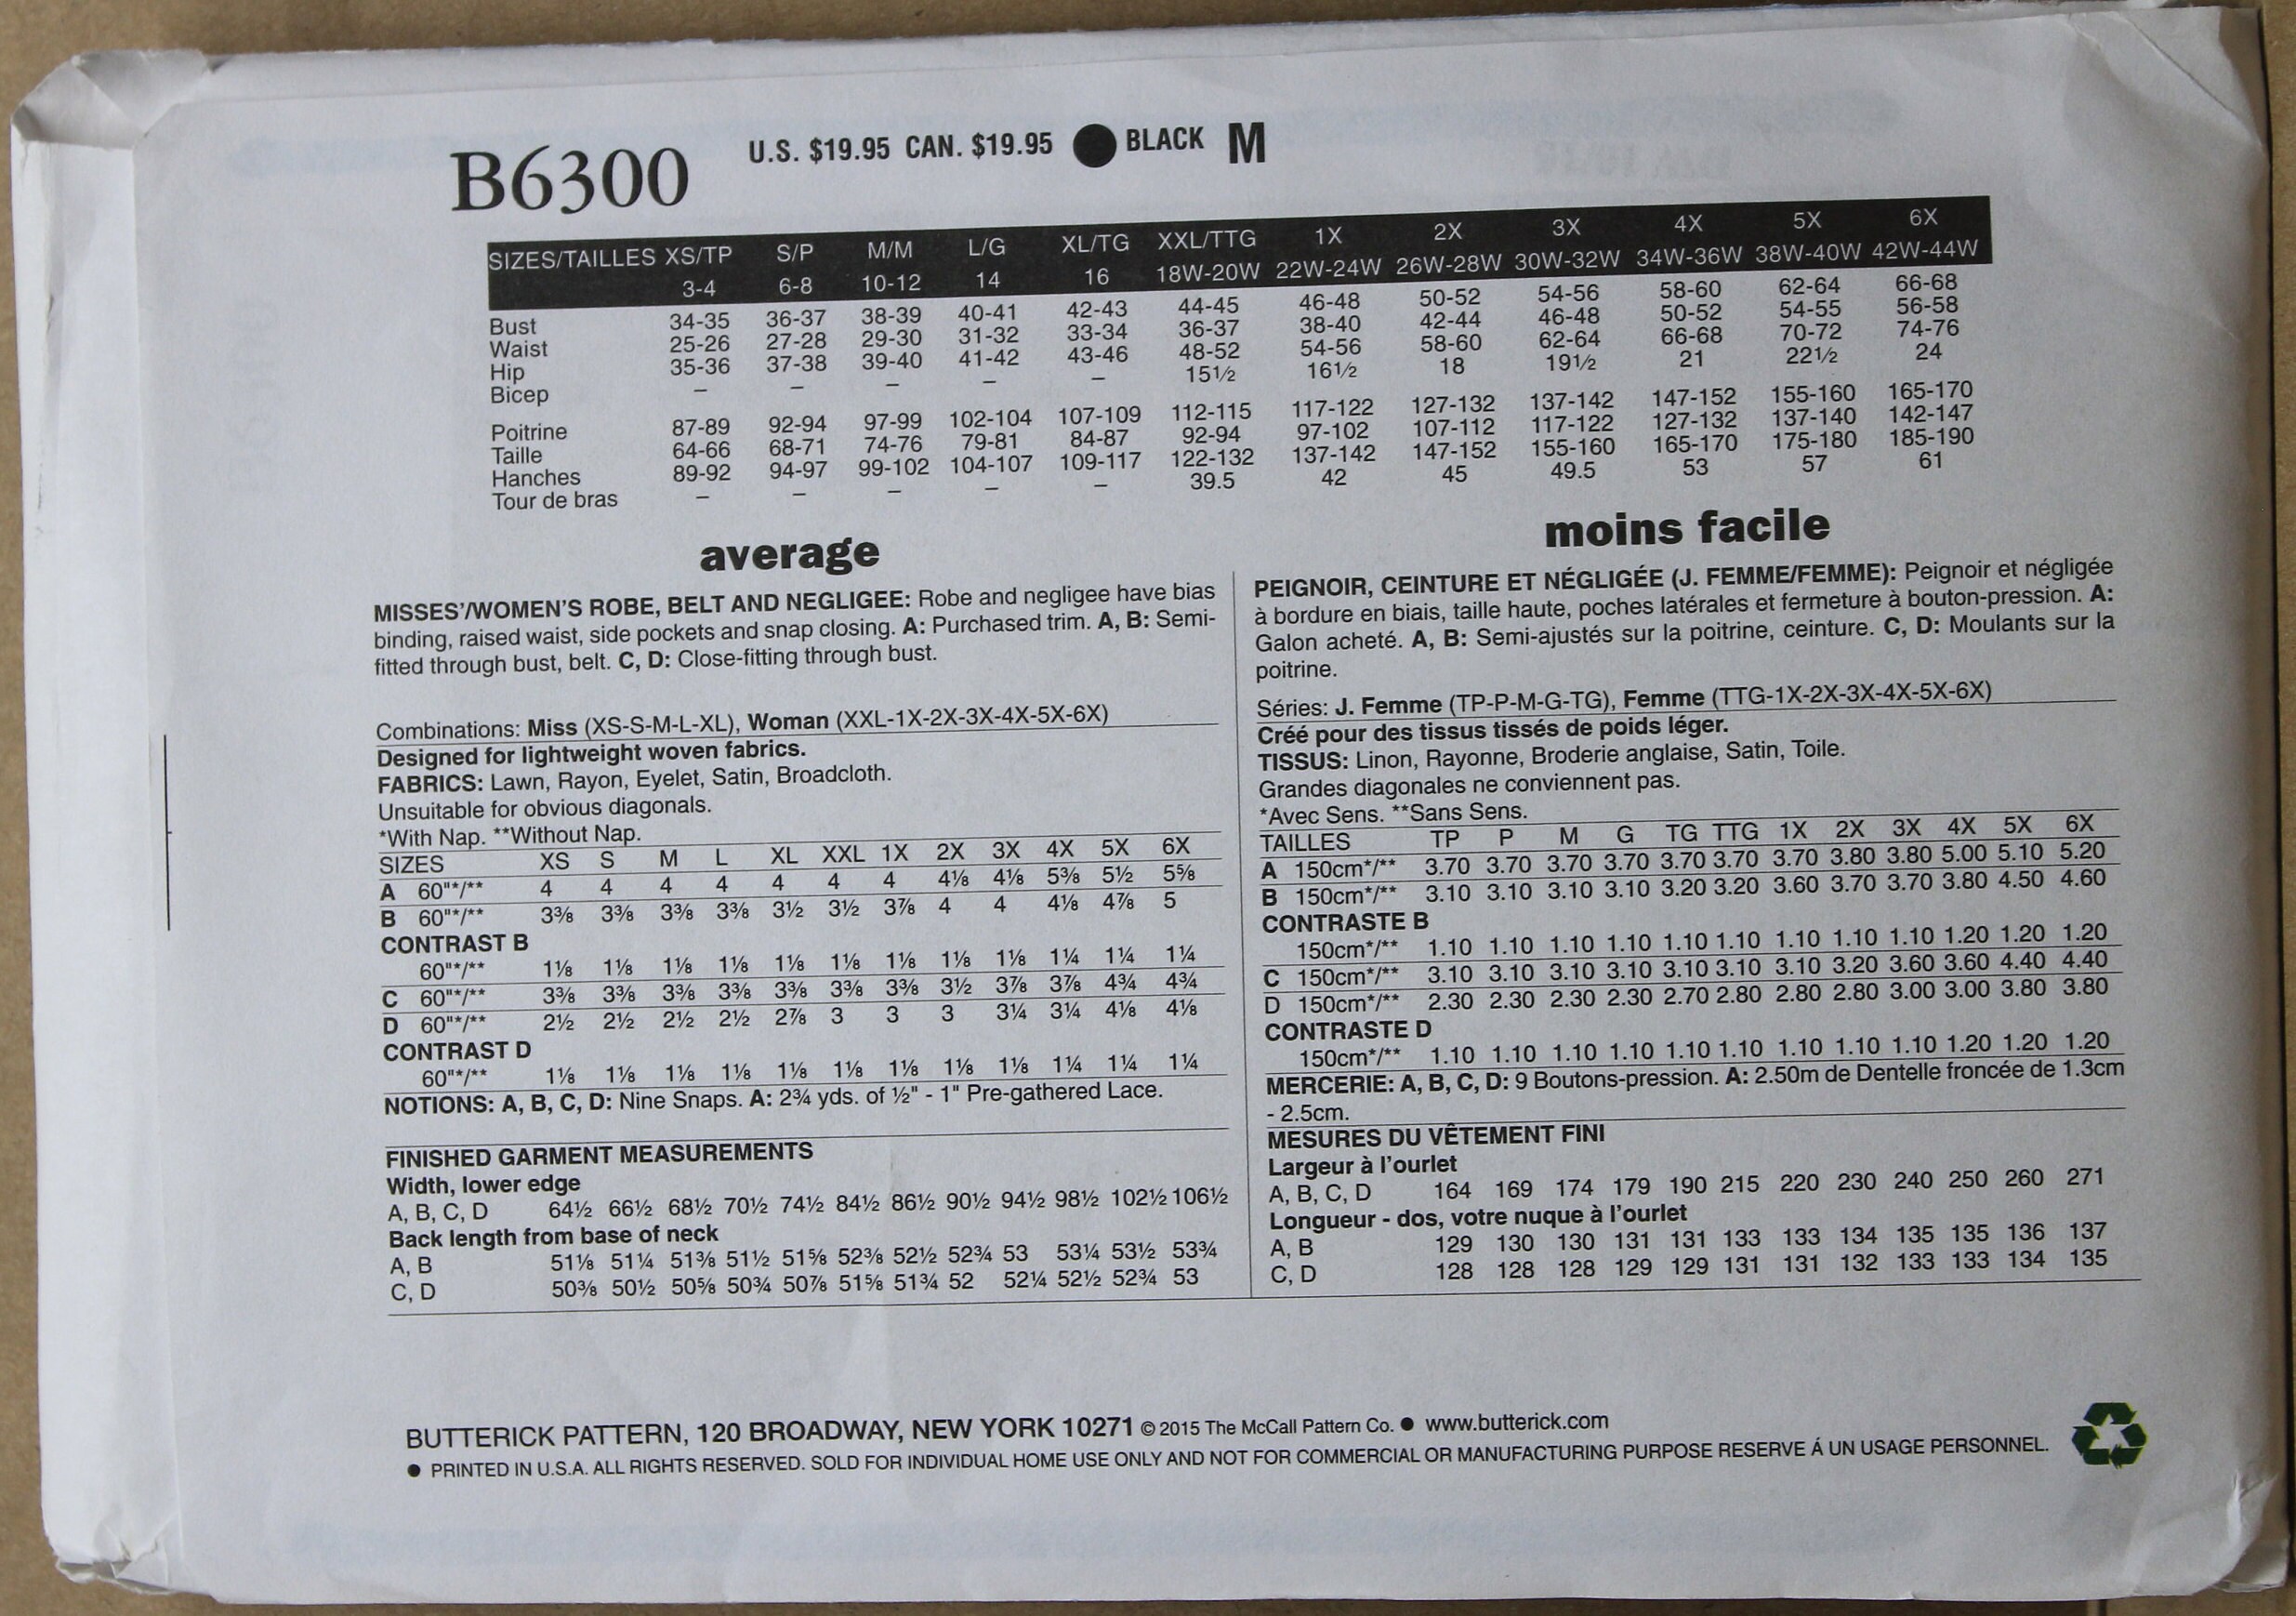 B6300 U.S. $19.95 CAN. $19.95 ● BLACK M
SIZES/TAILLES XS/TP S/P M/M L/G XL/TG XXL/TTG 1X 2X 3X 4X 5X 6X
3-4 6-8 10-12 14 16 18W-20W 22W-24W 26W-28W 30W-32W 34W-36W 38W-40W 42W-44W
Bust 34-35 36-37 38-39 40-41 42-43 44-45 46-48 50-52 54-56 58-60 62-64 66-68
Waist 25-26 27-28 29-30 31-32 33-34 36-37 38-40 42-44 46-48 50-52 54-55 56-58
Hip 35-36 37-38 39-40 41-42 43-46 48-52 54-56 58-60 62-64 66-68 70-72 74-76
Bicep – – – – – 15½ 16½ 18 19½ 21 22½ 24
Poitrine 87-89 92-94 97-99 102-104 107-109 112-115 117-122 127-132 137-142 147-152 155-160 165-170
Taille 64-66 68-71 74-76 79-81 84-87 92-94 97-102 107-112 117-122 127-132 137-140 142-147
Hanches 89-92 94-97 99-102 104-107 109-117 122-132 137-142 147-152 155-160 165-170 175-180 185-190
Tour de bras – – – – – 39.5 42 45 49.5 53 57 61
average
MISSES'/WOMEN'S ROBE, BELT AND NEGLIGEE: Robe and negligee have bias
binding, raised waist, side pockets and snap closing. A: Purchased trim. A, B: Semi-
fitted through bust, belt. C, D: Close-fitting through bust.
Combinations: Miss (XS-S-M-L-XL), Woman (XXL-1X-2X-3X-4X-5X-6X)
Designed for lightweight woven fabrics.
FABRICS: Lawn, Rayon, Eyelet, Satin, Broadcloth.
Unsuitable for obvious diagonals.
*With Nap. **Without Nap.
SIZES XS S M L XL XXL 1X 2X 3X 4X 5X 6X
A 60"*/** 4 4 4 4 4 4 4 4⅛ 4⅛ 5⅜ 5½ 5⅝
B 60"*/** 3⅜ 3⅜ 3⅜ 3⅜ 3½ 3½ 3⅞ 4 4 4⅛ 4⅞ 5
CONTRAST B
60"*/** 1⅛ 1⅛ 1⅛ 1⅛ 1⅛ 1⅛ 1⅛ 1⅛ 1⅛ 1¼ 1¼ 1¼
C 60"*/** 3⅜ 3⅜ 3⅜ 3⅜ 3⅜ 3⅜ 3⅜ 3½ 3⅞ 3⅞ 4¾ 4¾
D 60"*/** 2½ 2½ 2½ 2½ 2⅞ 3 3 3 3¼ 3¼ 4⅛ 4⅛
CONTRAST D
60"*/** 1⅛ 1⅛ 1⅛ 1⅛ 1⅛ 1⅛ 1⅛ 1⅛ 1⅛ 1¼ 1¼ 1¼
NOTIONS: A, B, C, D: Nine Snaps. A: 2¾ yds. of ½" - 1" Pre-gathered Lace.
FINISHED GARMENT MEASUREMENTS
Width, lower edge
A, B, C, D 64½ 66½ 68½ 70½ 74½ 84½ 86½ 90½ 94½ 98½ 102½ 106½
Back length from base of neck
A, B 51⅛ 51¼ 51⅜ 51½ 51⅝ 52⅜ 52½ 52¾ 53 53¼ 53½ 53¾
C, D 50⅜ 50½ 50⅝ 50¾ 50⅞ 51⅝ 51¾ 52 52¼ 52½ 52¾ 53
moins facile
PEIGNOIR, CEINTURE ET NÉGLIGÉE (J. FEMME/FEMME): Peignoir et négligée
à bordure en biais, taille haute, poches latérales et fermeture à bouton-pression. A:
Galon acheté. A, B: Semi-ajustés sur la poitrine, ceinture. C, D: Moulants sur la
poitrine.
Séries: J. Femme (TP-P-M-G-TG), Femme (TTG-1X-2X-3X-4X-5X-6X)
Créé pour des tissus tissés de poids léger.
TISSUS: Linon, Rayonne, Broderie anglaise, Satin, Toile.
Grandes diagonales ne conviennent pas.
*Avec Sens. **Sans Sens.
TAILLES TP P M G TG TTG 1X 2X 3X 4X 5X 6X
A 150cm*/** 3.70 3.70 3.70 3.70 3.70 3.70 3.70 3.80 3.80 5.00 5.10 5.20
B 150cm*/** 3.10 3.10 3.10 3.10 3.20 3.20 3.60 3.70 3.70 3.80 4.50 4.60
CONTRASTE B
150cm*/** 1.10 1.10 1.10 1.10 1.10 1.10 1.10 1.10 1.10 1.20 1.20 1.20
C 150cm*/** 3.10 3.10 3.10 3.10 3.10 3.10 3.10 3.20 3.60 3.60 4.40 4.40
D 150cm*/** 2.30 2.30 2.30 2.30 2.70 2.80 2.80 2.80 3.00 3.00 3.80 3.80
CONTRASTE D
150cm*/** 1.10 1.10 1.10 1.10 1.10 1.10 1.10 1.10 1.10 1.20 1.20 1.20
MERCERIE: A, B, C, D: 9 Boutons-pression. A: 2.50m de Dentelle froncée de 1.3cm
- 2.5cm.
MESURES DU VÊTEMENT FINI
Largeur à l'ourlet
A, B, C, D 164 169 174 179 190 215 220 230 240 250 260 271
Longueur - dos, votre nuque à l'ourlet
A, B 129 130 130 131 131 133 133 134 135 135 136 137
C, D 128 128 128 129 129 131 131 132 133 133 134 135
BUTTERICK PATTERN, 120 BROADWAY, NEW YORK 10271 © 2015 The McCall Pattern Co. ● www.butterick.com
● PRINTED IN U.S.A. ALL RIGHTS RESERVED. SOLD FOR INDIVIDUAL HOME USE ONLY AND NOT FOR COMMERCIAL OR MANUFACTURING PURPOSE RESERVE Á UN USAGE PERSONNEL.